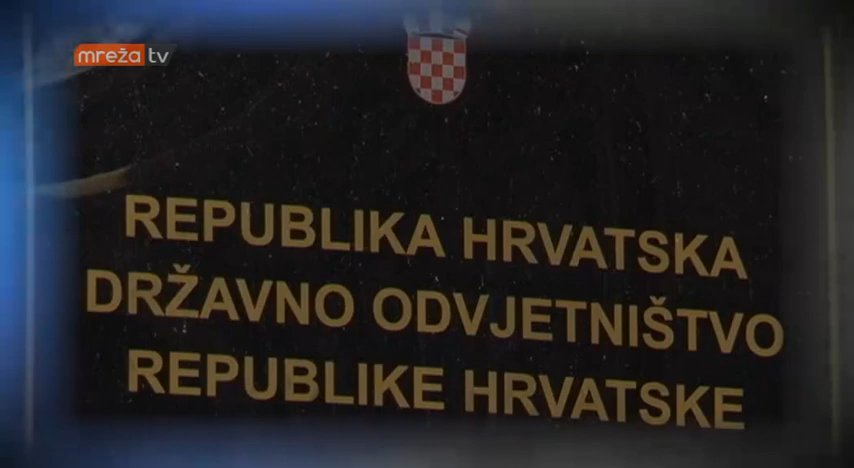 mreža tv
REPUBLIKA HRVATSKA
DRŽAVNO ODVJETNIŠTVO
REPUBLIKE HRVATSKE